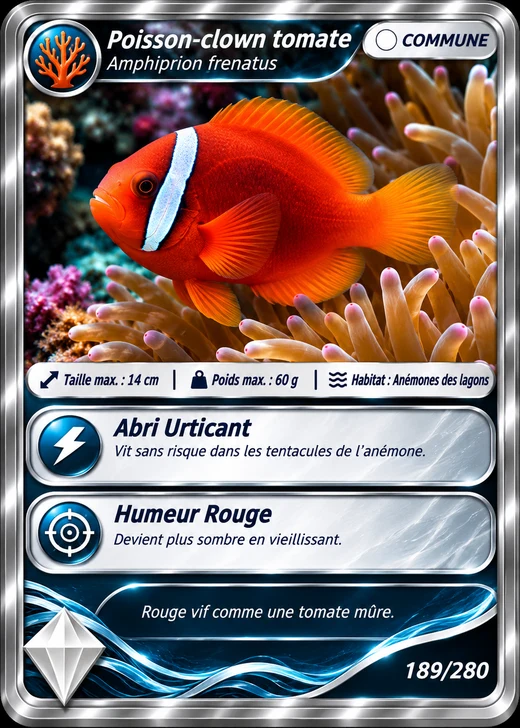 Poisson-clown tomate
COMMUNE
Amphiprion frenatus
Taille max. : 14 cm | Poids max. : 60 g | Habitat : Anémones des lagons
Abri Urticant
Vit sans risque dans les tentacules de l'anémone.
Humeur Rouge
Devient plus sombre en vieillissant.
Rouge vif comme une tomate mûre.
189/280